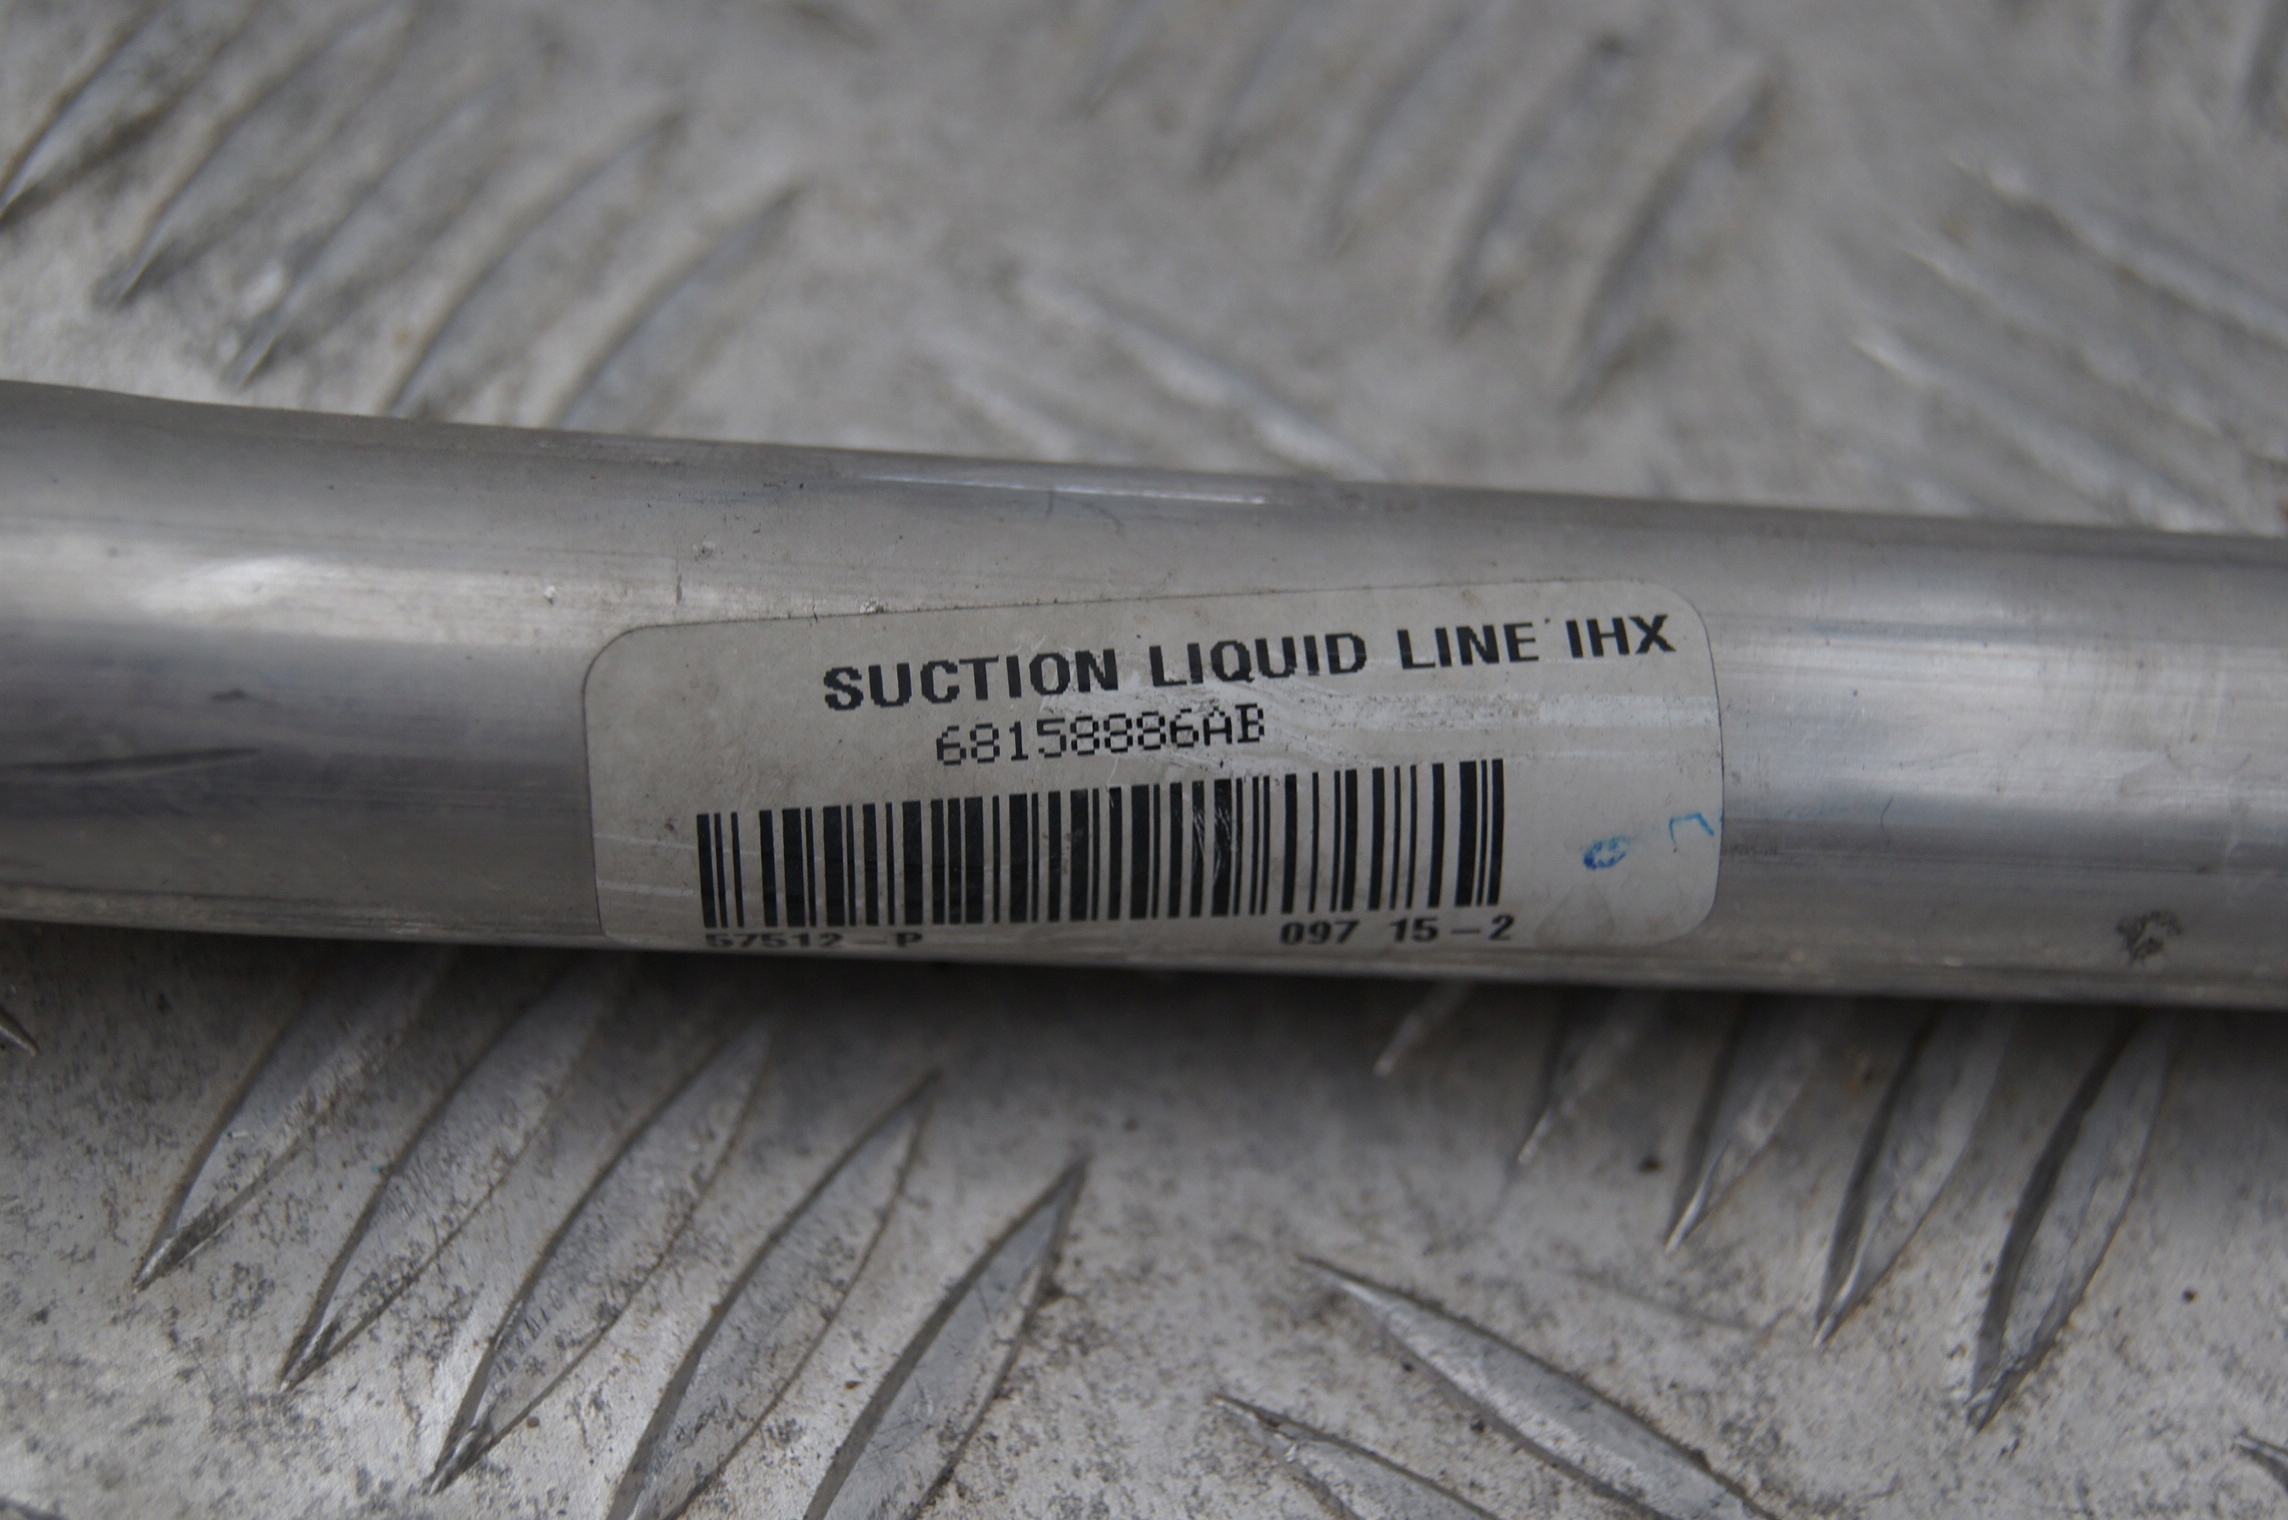 SUCTION LIQUID LINE IHX
68158886AB
57512-P 097 15-2